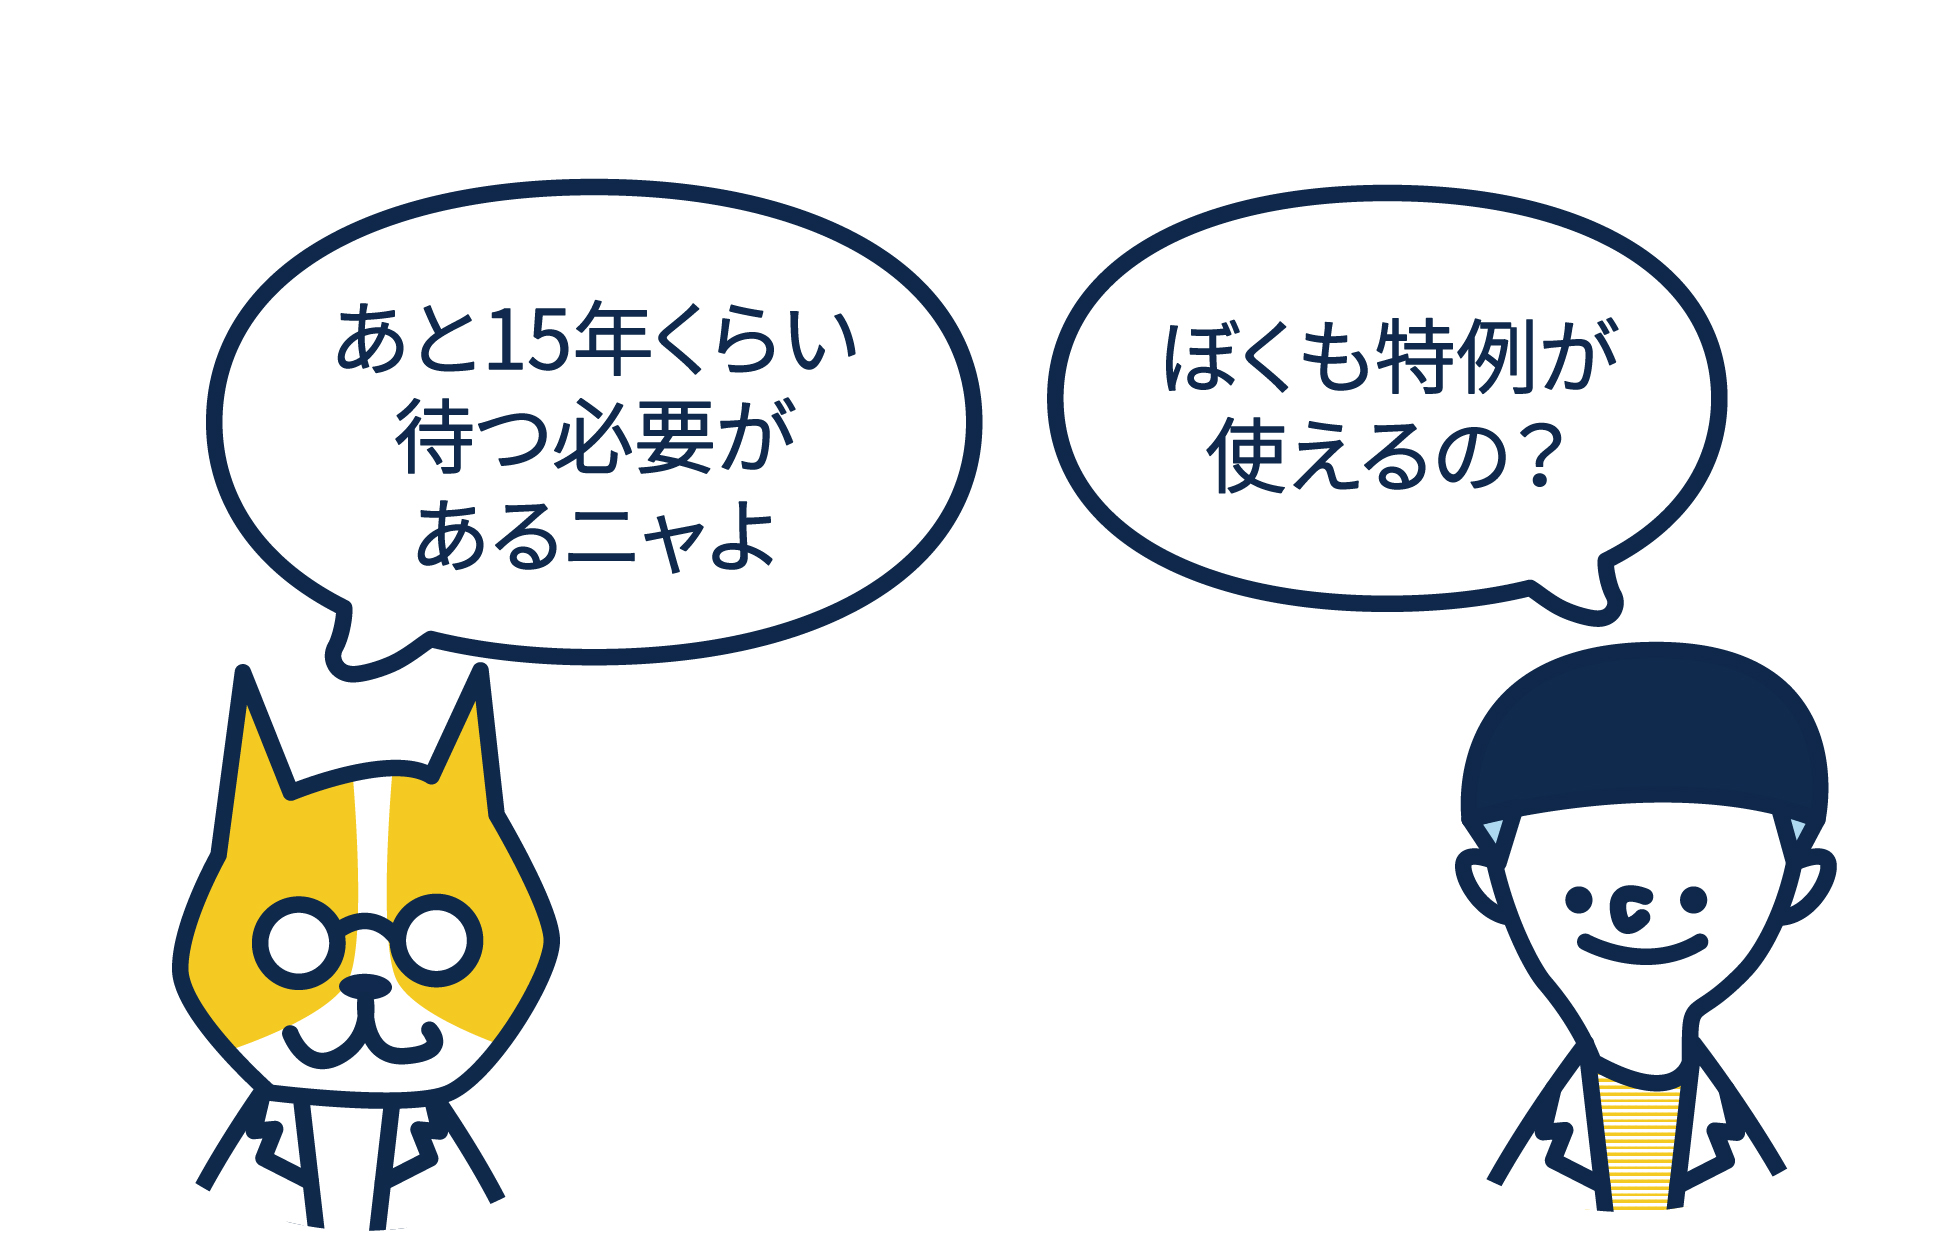 ぼくも特例が
使えるの？
あと15年くらい
待つ必要が
あるニャよ